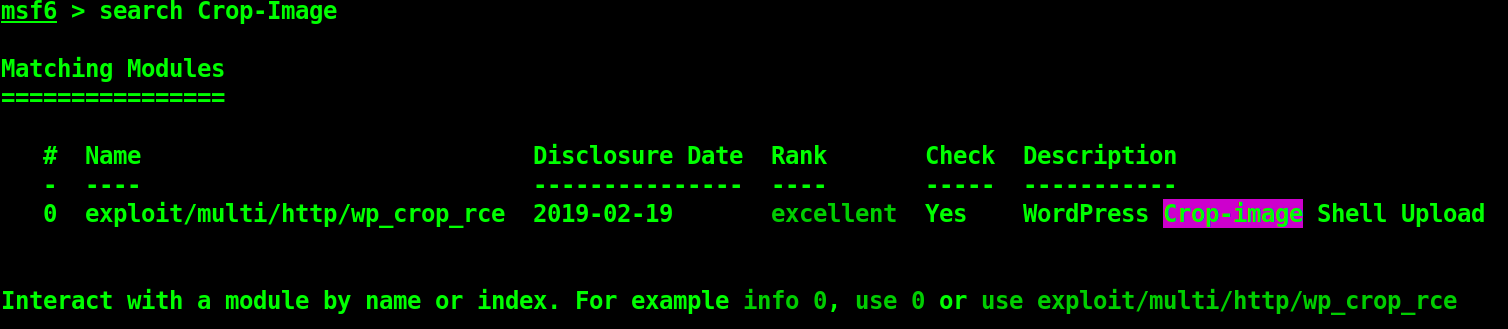 msf6 > search Crop-Image
Matching Modules
================
#  Name                            Disclosure Date  Rank       Check  Description
-  ----                            ---------------  ----       -----  -----------
0  exploit/multi/http/wp_crop_rce  2019-02-19       excellent  Yes    WordPress Crop-image Shell Upload
Interact with a module by name or index. For example info 0, use 0 or use exploit/multi/http/wp_crop_rce